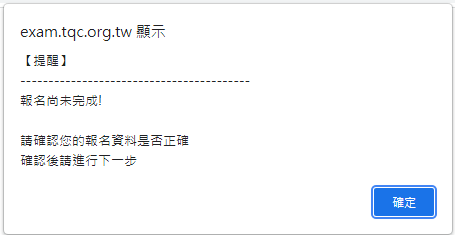 exam.tqc.org.tw 顯示
【提醒】
-----------------------------------------
報名尚未完成!
請確認您的報名資料是否正確
確認後請進行下一步
確定